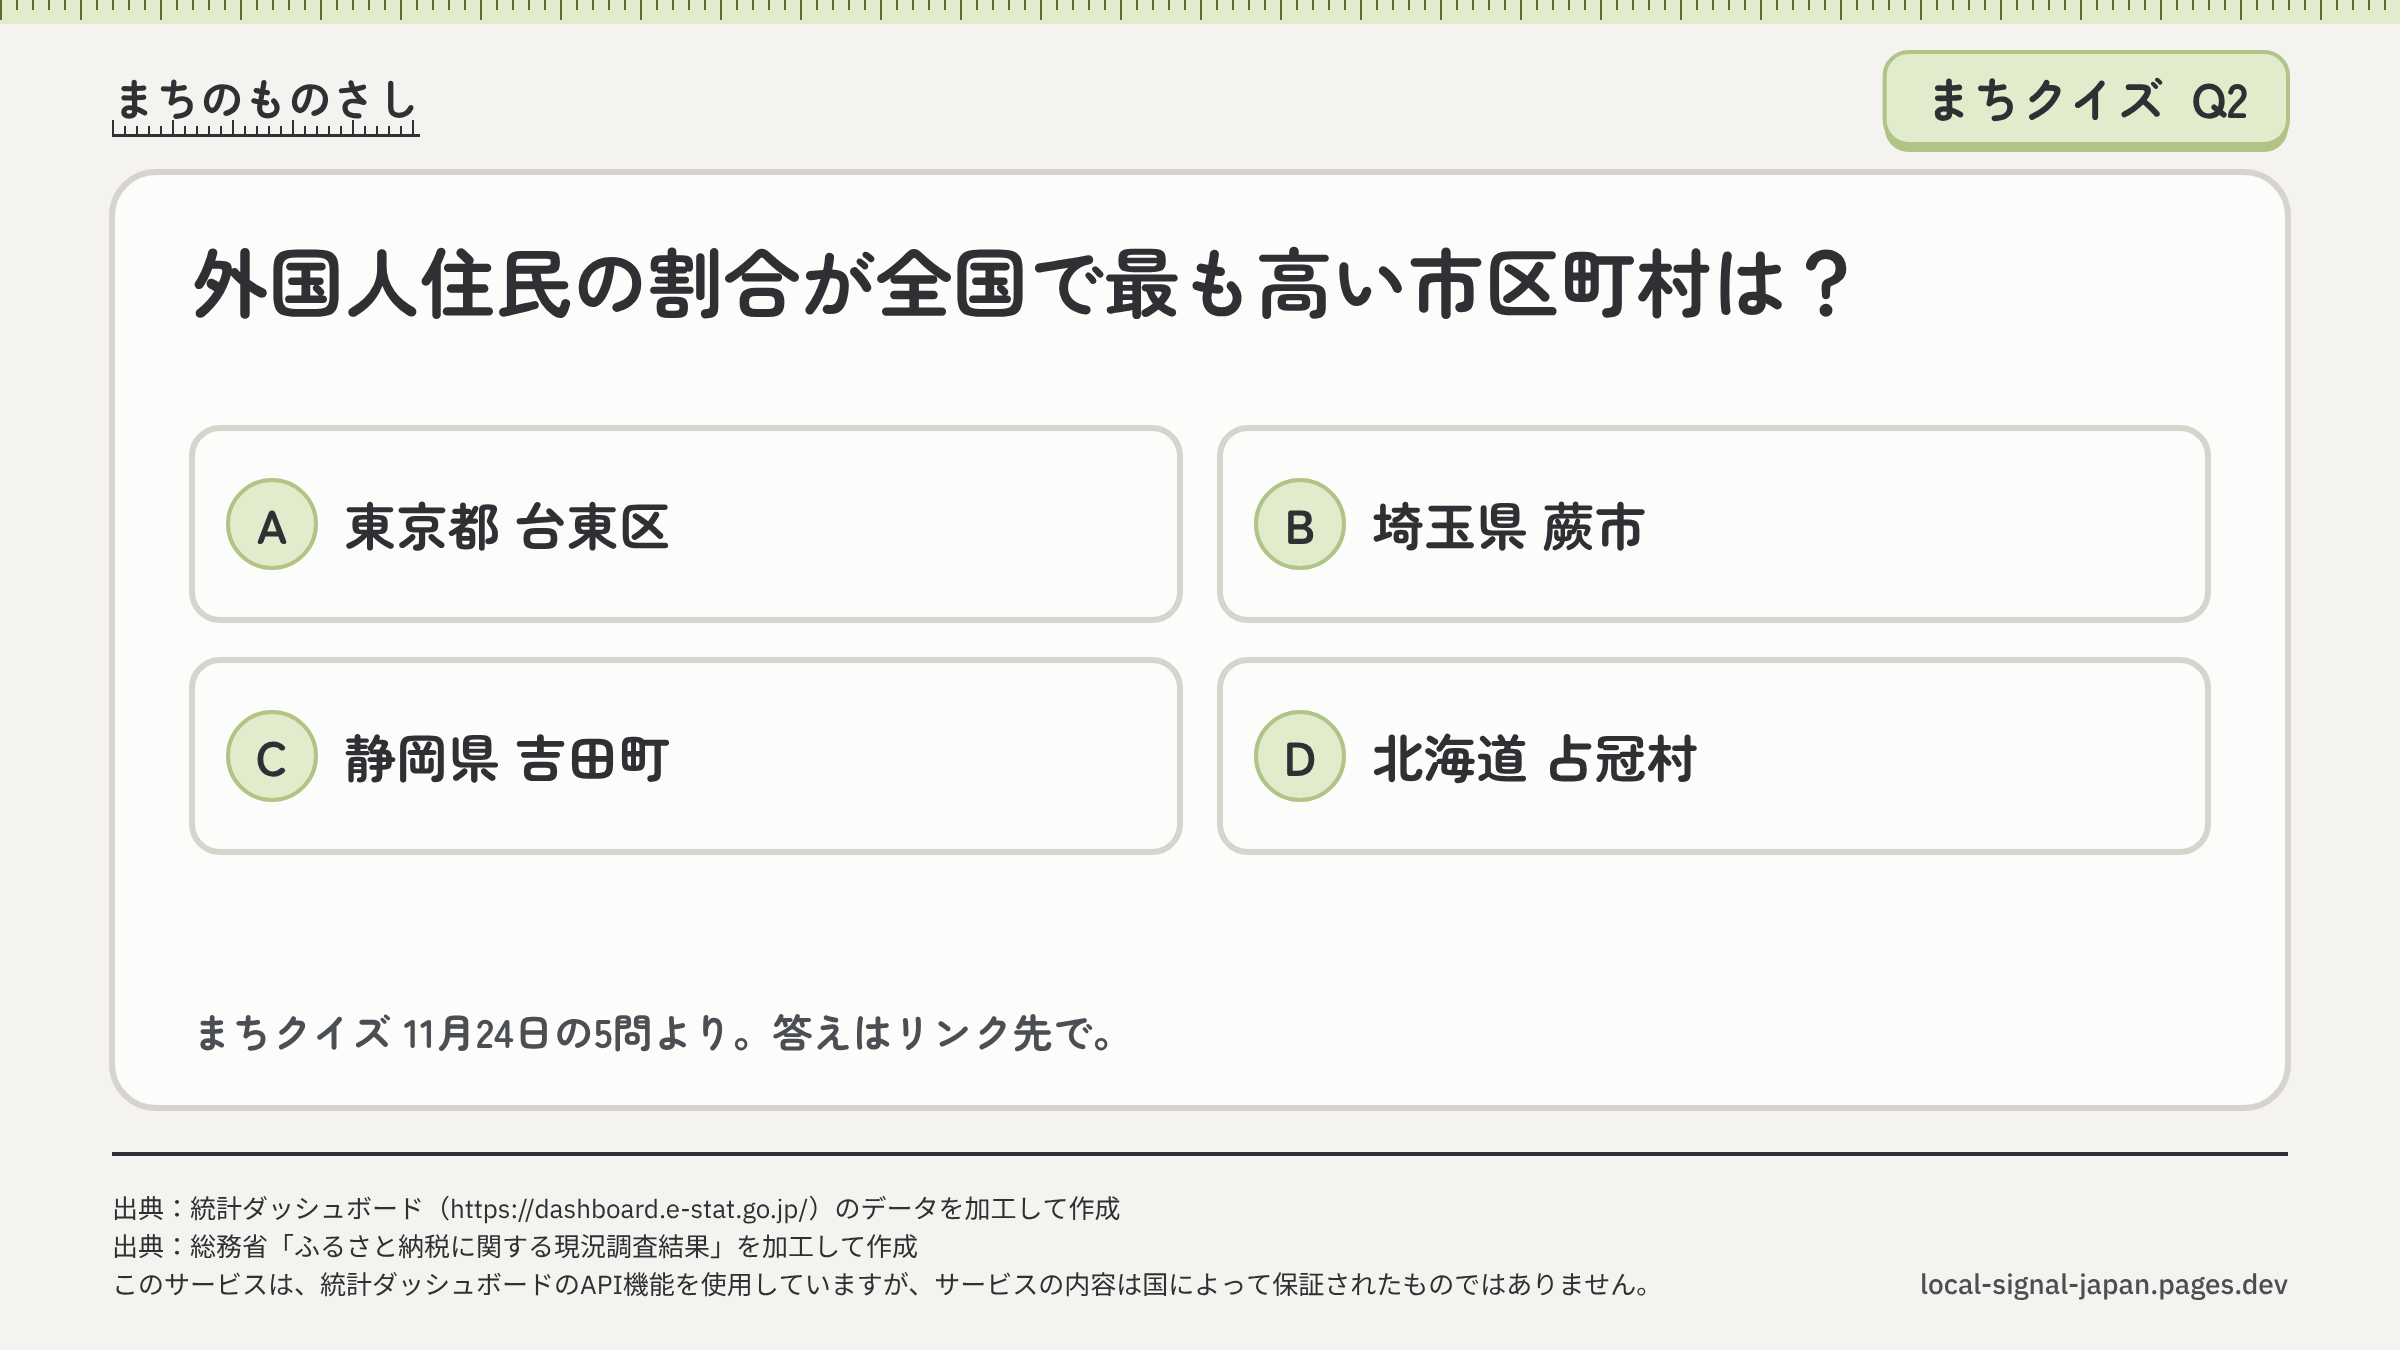 まちのものさし
まちクイズ Q2
外国人住民の割合が全国で最も高い市区町村は？
A 東京都 台東区
B 埼玉県 蕨市
C 静岡県 吉田町
D 北海道 占冠村
まちクイズ 11月24日の5問より。答えはリンク先で。
出典：統計ダッシュボード（https://dashboard.e-stat.go.jp/）のデータを加工して作成
出典：総務省「ふるさと納税に関する現況調査結果」を加工して作成
このサービスは、統計ダッシュボードのAPI機能を使用していますが、サービスの内容は国によって保証されたものではありません。
local-signal-japan.pages.dev